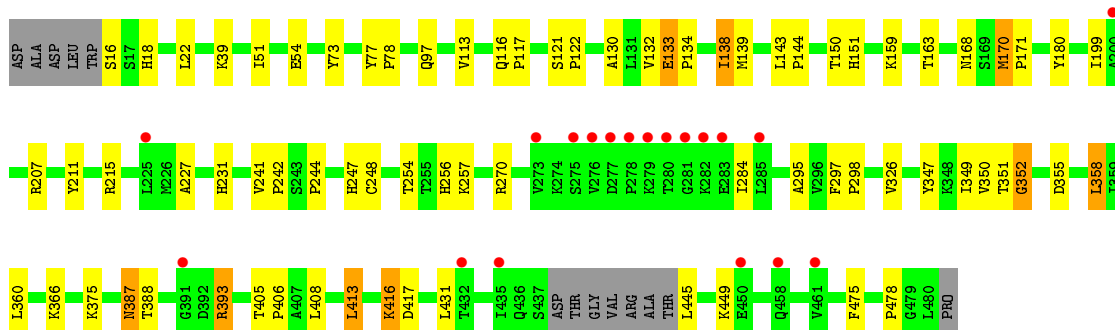 ASP ALA ASP LEU TRP S16 S17 H18 L22 K39 I51 E54 Y73 Y77 P78 Q97 V113 Q116 P117 S121 P122 A130 L131 V132 E133 P134 I138 M139 L143 P144 T150 H151 K159 T163 N168 S169 M170 P171 Y180 I199 A200
R207 Y211 R215 L225 M226 A227 H231 V241 P242 S243 P244 H247 C248 T254 T255 H256 K257 R270 V273 K274 S275 V276 D277 P278 K279 T280 G281 K282 E283 I284 L285 A295 V296 F297 P298 V326 Y347 K348 I349 V350 T351 G352 D355 L358 I359
L360 K366 K375 N387 T388 G391 D392 R393 T405 P406 A407 L408 L413 K416 D417 L431 T432 I435 Q436 S437 ASP THR GLY VAL ARG ALA THR L445 K449 E450 Q458 V461 F475 P478 G479 L480 PRO